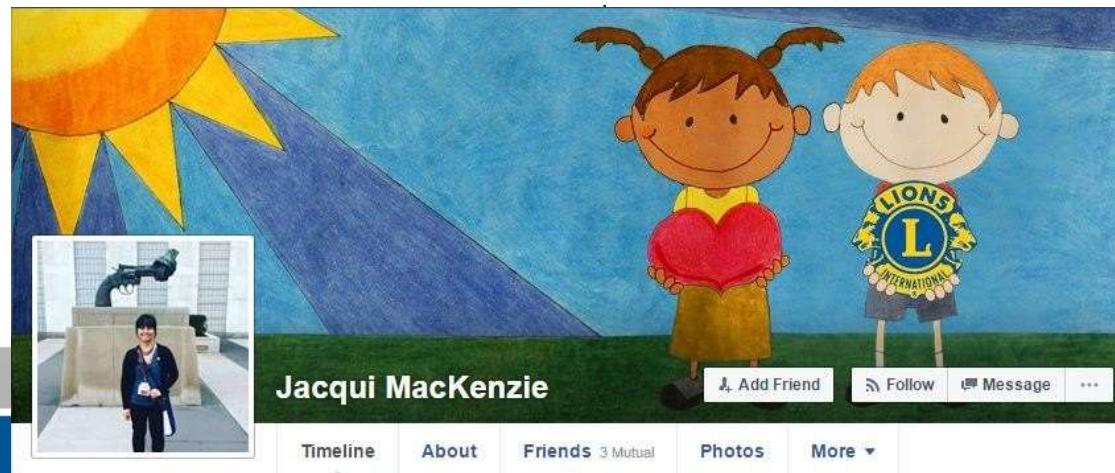 LIONS
L
INTERNATIONAL
Jacqui MacKenzie
Add Friend
Follow
Message
Timeline
About
Friends 3 Mutual
Photos
More